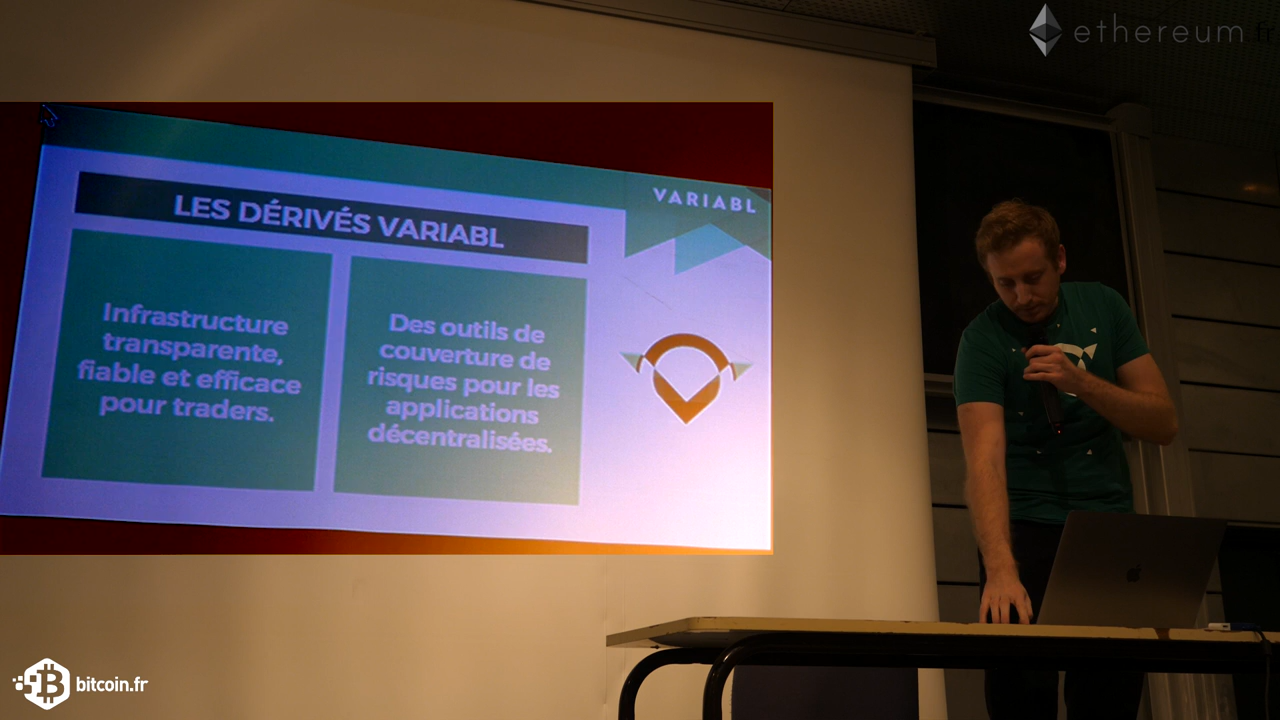 ethereum fr
VARIABL
LES DÉRIVÉS VARIABL
Infrastructure
transparente,
fiable et efficace
pour traders.
Des outils de
couverture de
risques pour les
applications
décentralisées.
bitcoin.fr